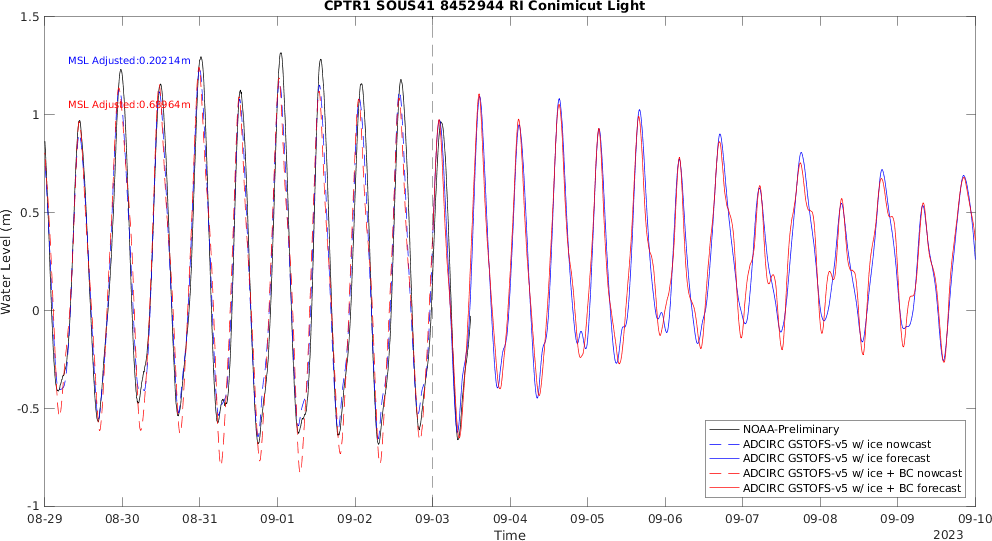 CPTR1 SOUS41 8452944 RI Conimicut Light
1.5
MSL Adjusted:0.20214m
MSL Adjusted:0.68964m
1
0.5
0
-0.5
-1
Water Level (m)
NOAA-Preliminary
ADCIRC GSTOFS-v5 w/ ice nowcast
ADCIRC GSTOFS-v5 w/ ice forecast
ADCIRC GSTOFS-v5 w/ ice + BC nowcast
ADCIRC GSTOFS-v5 w/ ice + BC forecast
08-29 08-30 08-31 09-01 09-02 09-03 09-04 09-05 09-06 09-07 09-08 09-09 09-10
Time
2023